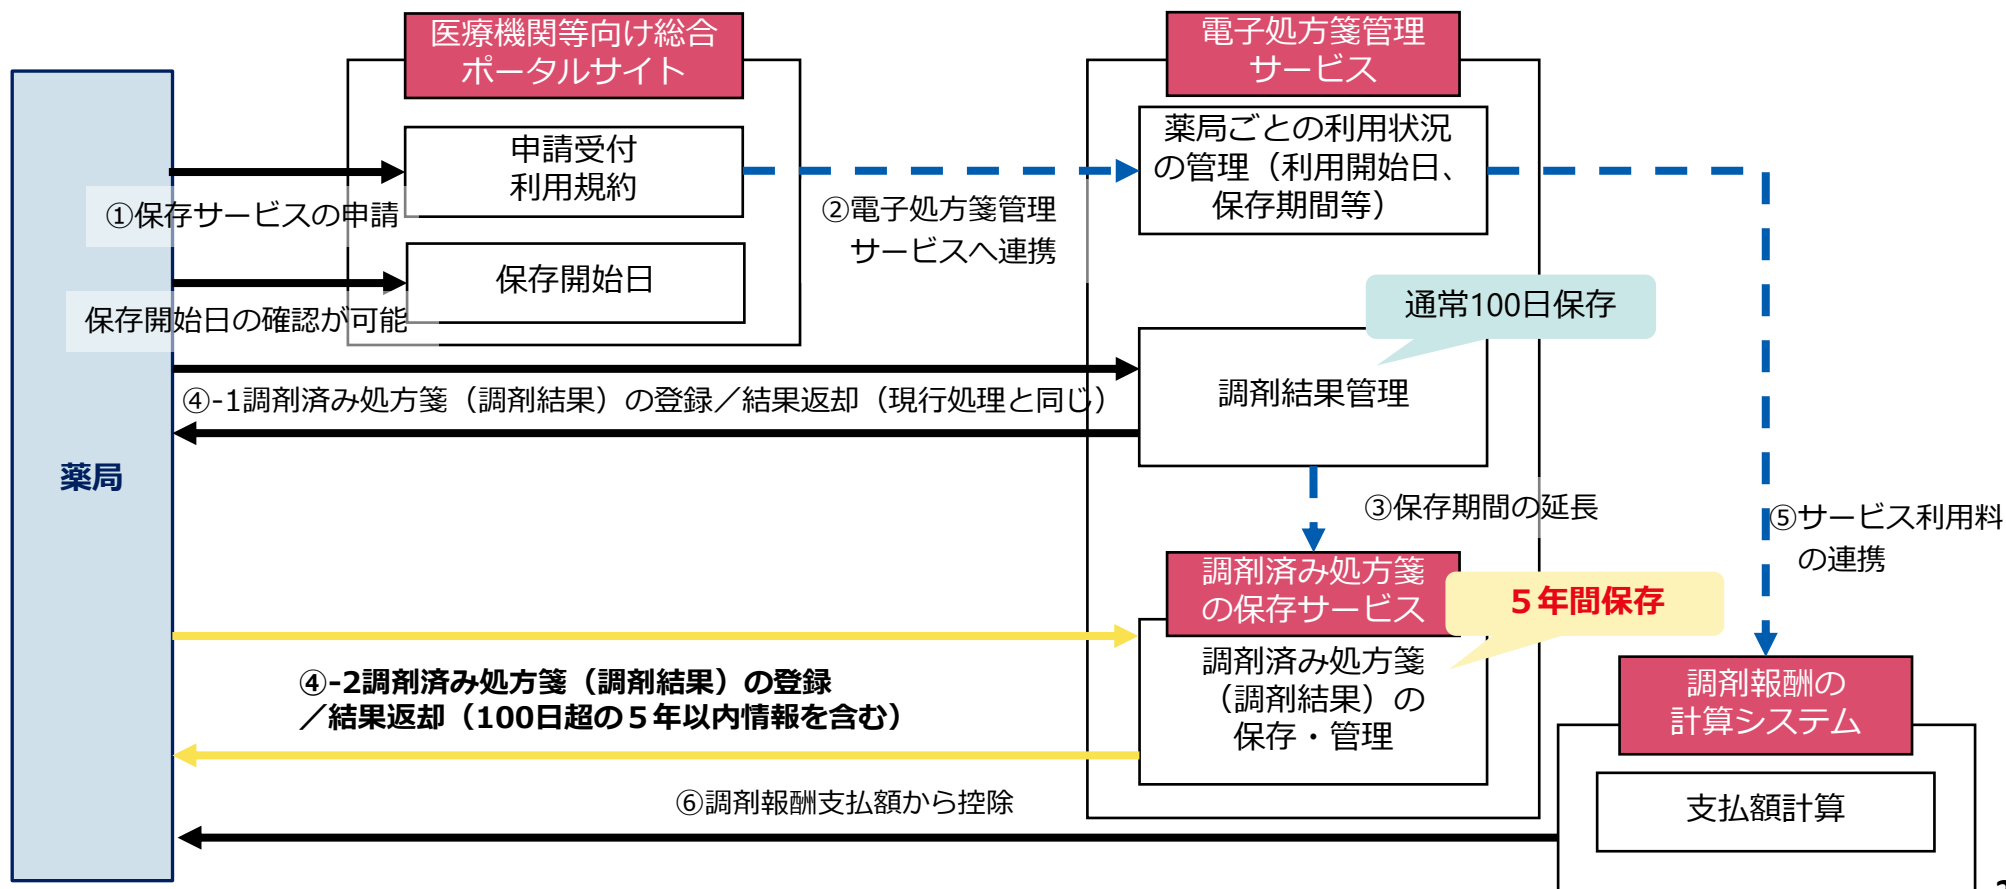 医療機関等向け総合
ポータルサイト
電子処方箋管理
サービス
申請受付
利用規約
薬局ごとの利用状況
の管理（利用開始日、
保存期間等）
①保存サービスの申請
②電子処方箋管理
サービスへ連携
保存開始日
保存開始日の確認が可能
通常100日保存
④-1調剤済み処方箋（調剤結果）の登録／結果返却（現行処理と同じ）
調剤結果管理
薬局
③保存期間の延長
⑤サービス利用料
の連携
調剤済み処方箋
の保存サービス
５年間保存
④-2調剤済み処方箋（調剤結果）の登録
／結果返却（100日超の５年以内情報を含む）
調剤済み処方箋
（調剤結果）の
保存・管理
調剤報酬の
計算システム
⑥調剤報酬支払額から控除
支払額計算